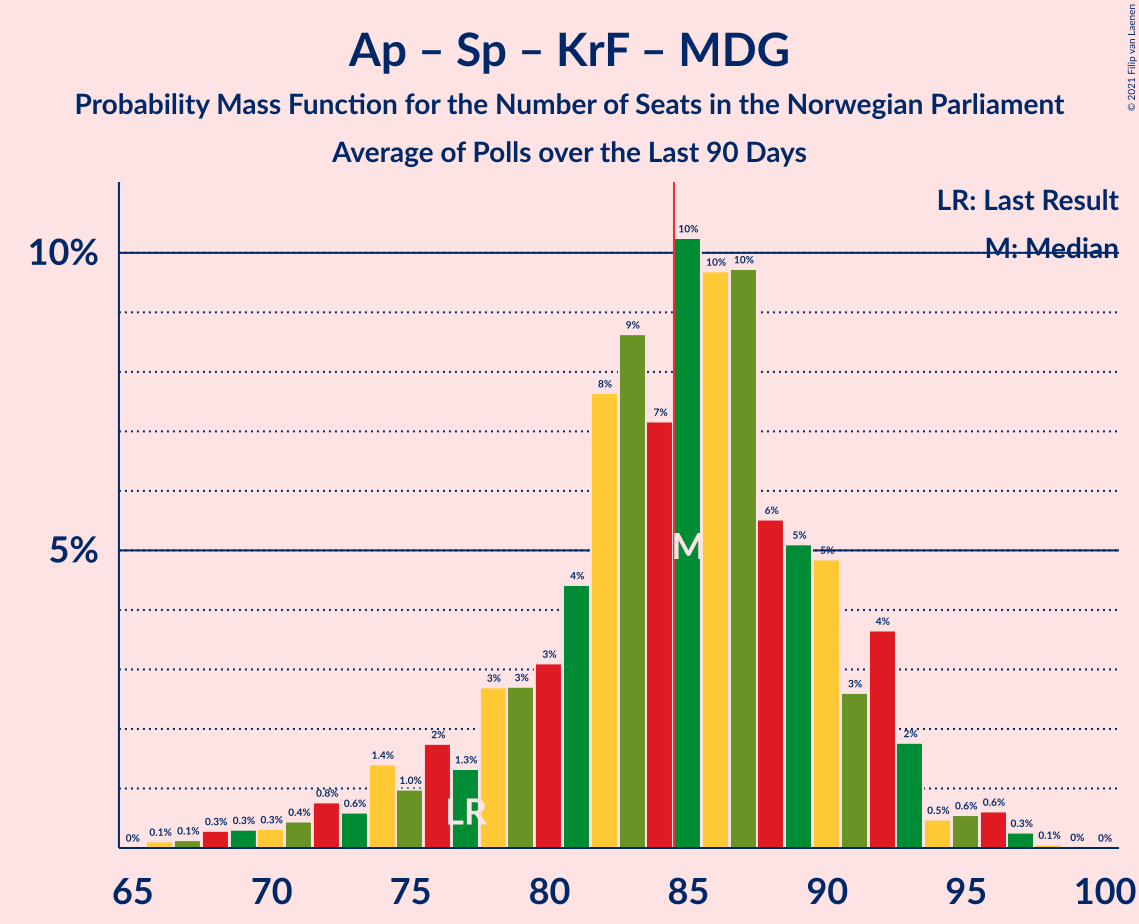 Ap – Sp – KrF – MDG
Probability Mass Function for the Number of Seats in the Norwegian Parliament
Average of Polls over the Last 90 Days
© 2021 Filip van Laenen
LR: Last Result
M: Median
10%
5%
0% 0.1% 0.1% 0.3% 0.3% 0.3% 0.4% 0.8% 0.6% 1.4% 1.0% 2% 1.3% 3% 3% 3% 4% 8% 9% 7% 10% 10% 10% 6% 5% 5% 3% 4% 2% 0.5% 0.6% 0.6% 0.3% 0.1% 0% 0%
M
LR
65 70 75 80 85 90 95 100